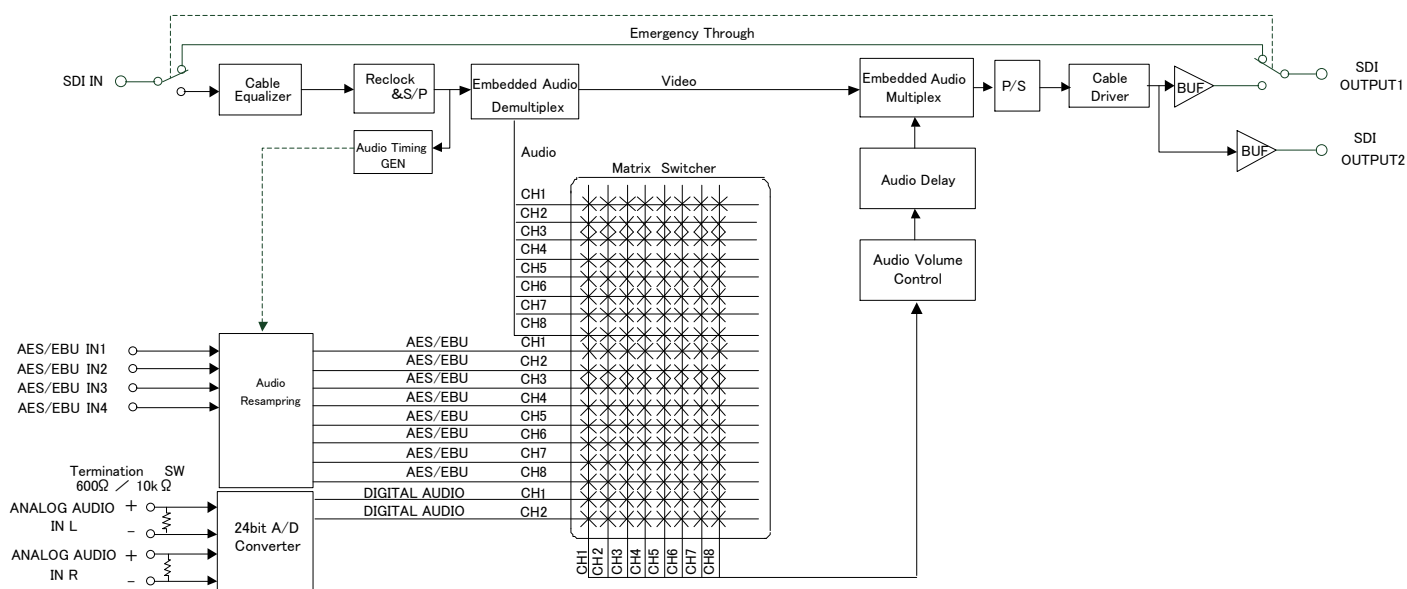 Emergency Through
SDI IN
Cable
Equalizer
Reclock
&S/P
Embedded Audio
Demultiplex
Video
Embedded Audio
Multiplex
P/S
Cable
Driver
BUF
SDI
OUTPUT1
Audio Timing
GEN
Audio
BUF
SDI
OUTPUT2
Matrix Switcher
Audio Delay
Audio Volume
Control
CH1
CH2
CH3
CH4
CH5
CH6
CH7
CH8
AES/EBU IN1
AES/EBU IN2
AES/EBU IN3
AES/EBU IN4
Audio
Resampring
AES/EBU CH1
AES/EBU CH2
AES/EBU CH3
AES/EBU CH4
AES/EBU CH5
AES/EBU CH6
AES/EBU CH7
AES/EBU CH8
DIGITAL AUDIO CH1
DIGITAL AUDIO CH2
Termination SW
600Ω / 10kΩ
ANALOG AUDIO +
IN L -
ANALOG AUDIO +
IN R -
24bit A/D
Converter
CH1
CH2
CH3
CH4
CH5
CH6
CH7
CH8